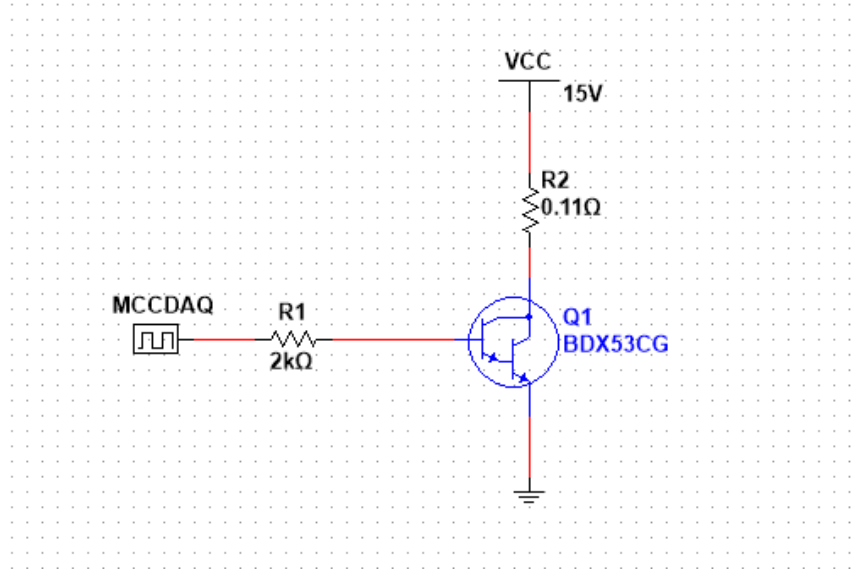 VCC
15V
R2
0.11Ω
MCCDAQ
R1
2kΩ
Q1
BDX53CG